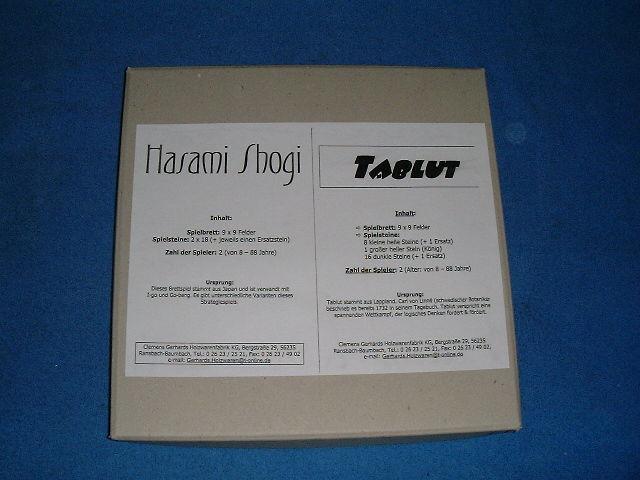 Hasami Shogi
Inhalt:
Spielbrett: 9 x 9 Felder
Spielsteine: 2 x 18 (+ jeweils einen Ersatzstein)
Zahl der Spieler: 2 (von 8 – 88 Jahre)
Ursprung:
Dieses Brettspiel stammt aus Japan und ist verwandt mit
I-go und Go-bang. Es gibt unterschiedliche Varianten dieses
Strategiespiels.
Clemens Gerhards Holzwarenfabrik KG, Bergstraße 29, 56235
Ransbach-Baumbach, Tel.: 0 26 23 / 25 21, Fax: 0 26 23 / 49 02
e-mail: Gerhards.Holzwaren@t-online.de
TABLUT
Inhalt:
⇨ Spielbrett: 9 x 9 Felder
⇨ Spielsteine:
8 kleine helle Steine (+ 1 Ersatz)
1 großer heller Stein (König)
16 dunkle Steine (+ 1 Ersatz)
Zahl der Spieler: 2 (Alter: von 8 – 88 Jahre)
Ursprung:
Tablut stammt aus Lappland. Carl von Linné (schwedischer Botaniker)
beschrieb es bereits 1732 in seinem Tagebuch. Tablut verspricht eine
spannenden Wettkampf, der logisches Denken fordert & fördert.
Clemens Gerhards Holzwarenfabrik KG, Bergstraße 29, 56235
Ransbach-Baumbach, Tel.: 0 26 23 / 25 21, Fax: 0 26 23 / 49 02,
e-mail: Gerhards.Holzwaren@t-online.de